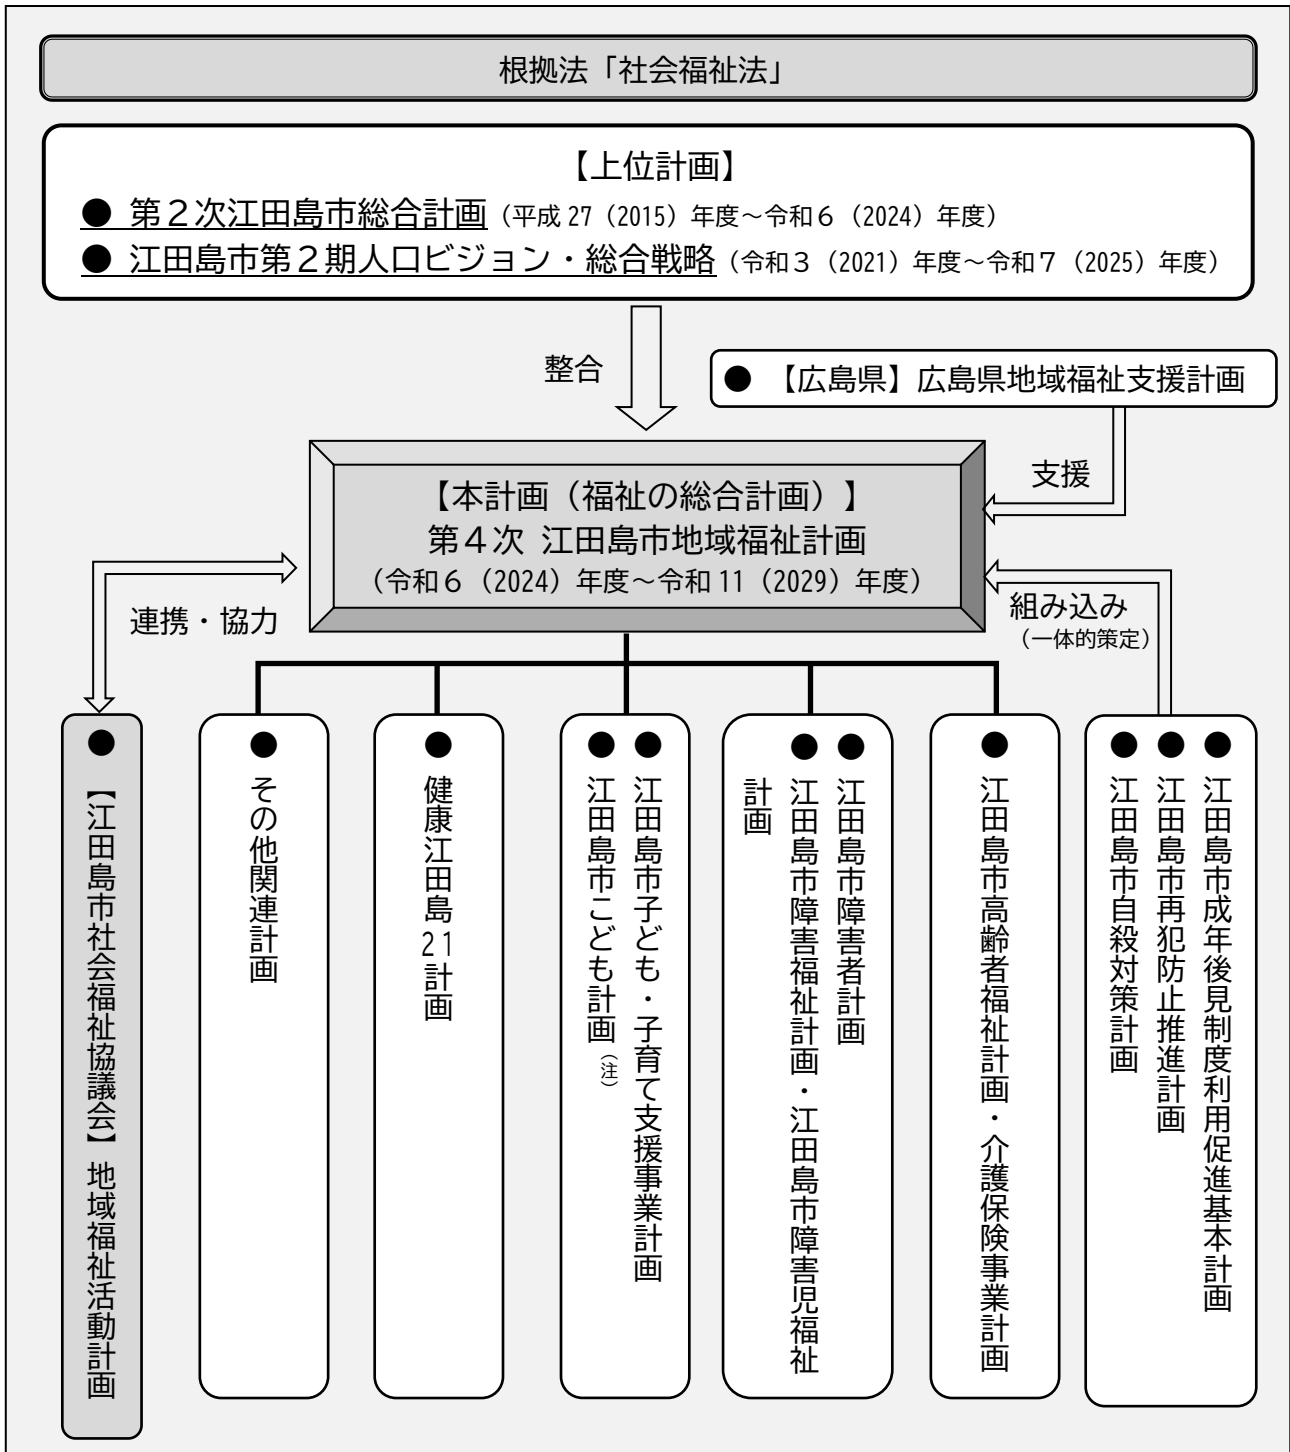 根拠法「社会福祉法」
【上位計画】
● 第２次江田島市総合計画（平成 27（2015）年度～令和６（2024）年度）
● 江田島市第２期人口ビジョン・総合戦略（令和３（2021）年度～令和７（2025）年度）
整合
● 【広島県】広島県地域福祉支援計画
支援
【本計画（福祉の総合計画）】
第４次 江田島市地域福祉計画
（令和６（2024）年度～令和 11（2029）年度）
連携・協力
組み込み
（一体的策定）
● 江田島市成年後見制度利用促進基本計画
● 江田島市再犯防止推進計画
● 江田島市自殺対策計画
● 江田島市高齢者福祉計画・介護保険事業計画
● 江田島市障害者計画
● 江田島市障害福祉計画・江田島市障害児福祉
計画
● 江田島市子ども・子育て支援事業計画
● 江田島市こども計画（注）
● 健康江田島21計画
● その他関連計画
● 【江田島市社会福祉協議会】地域福祉活動計画